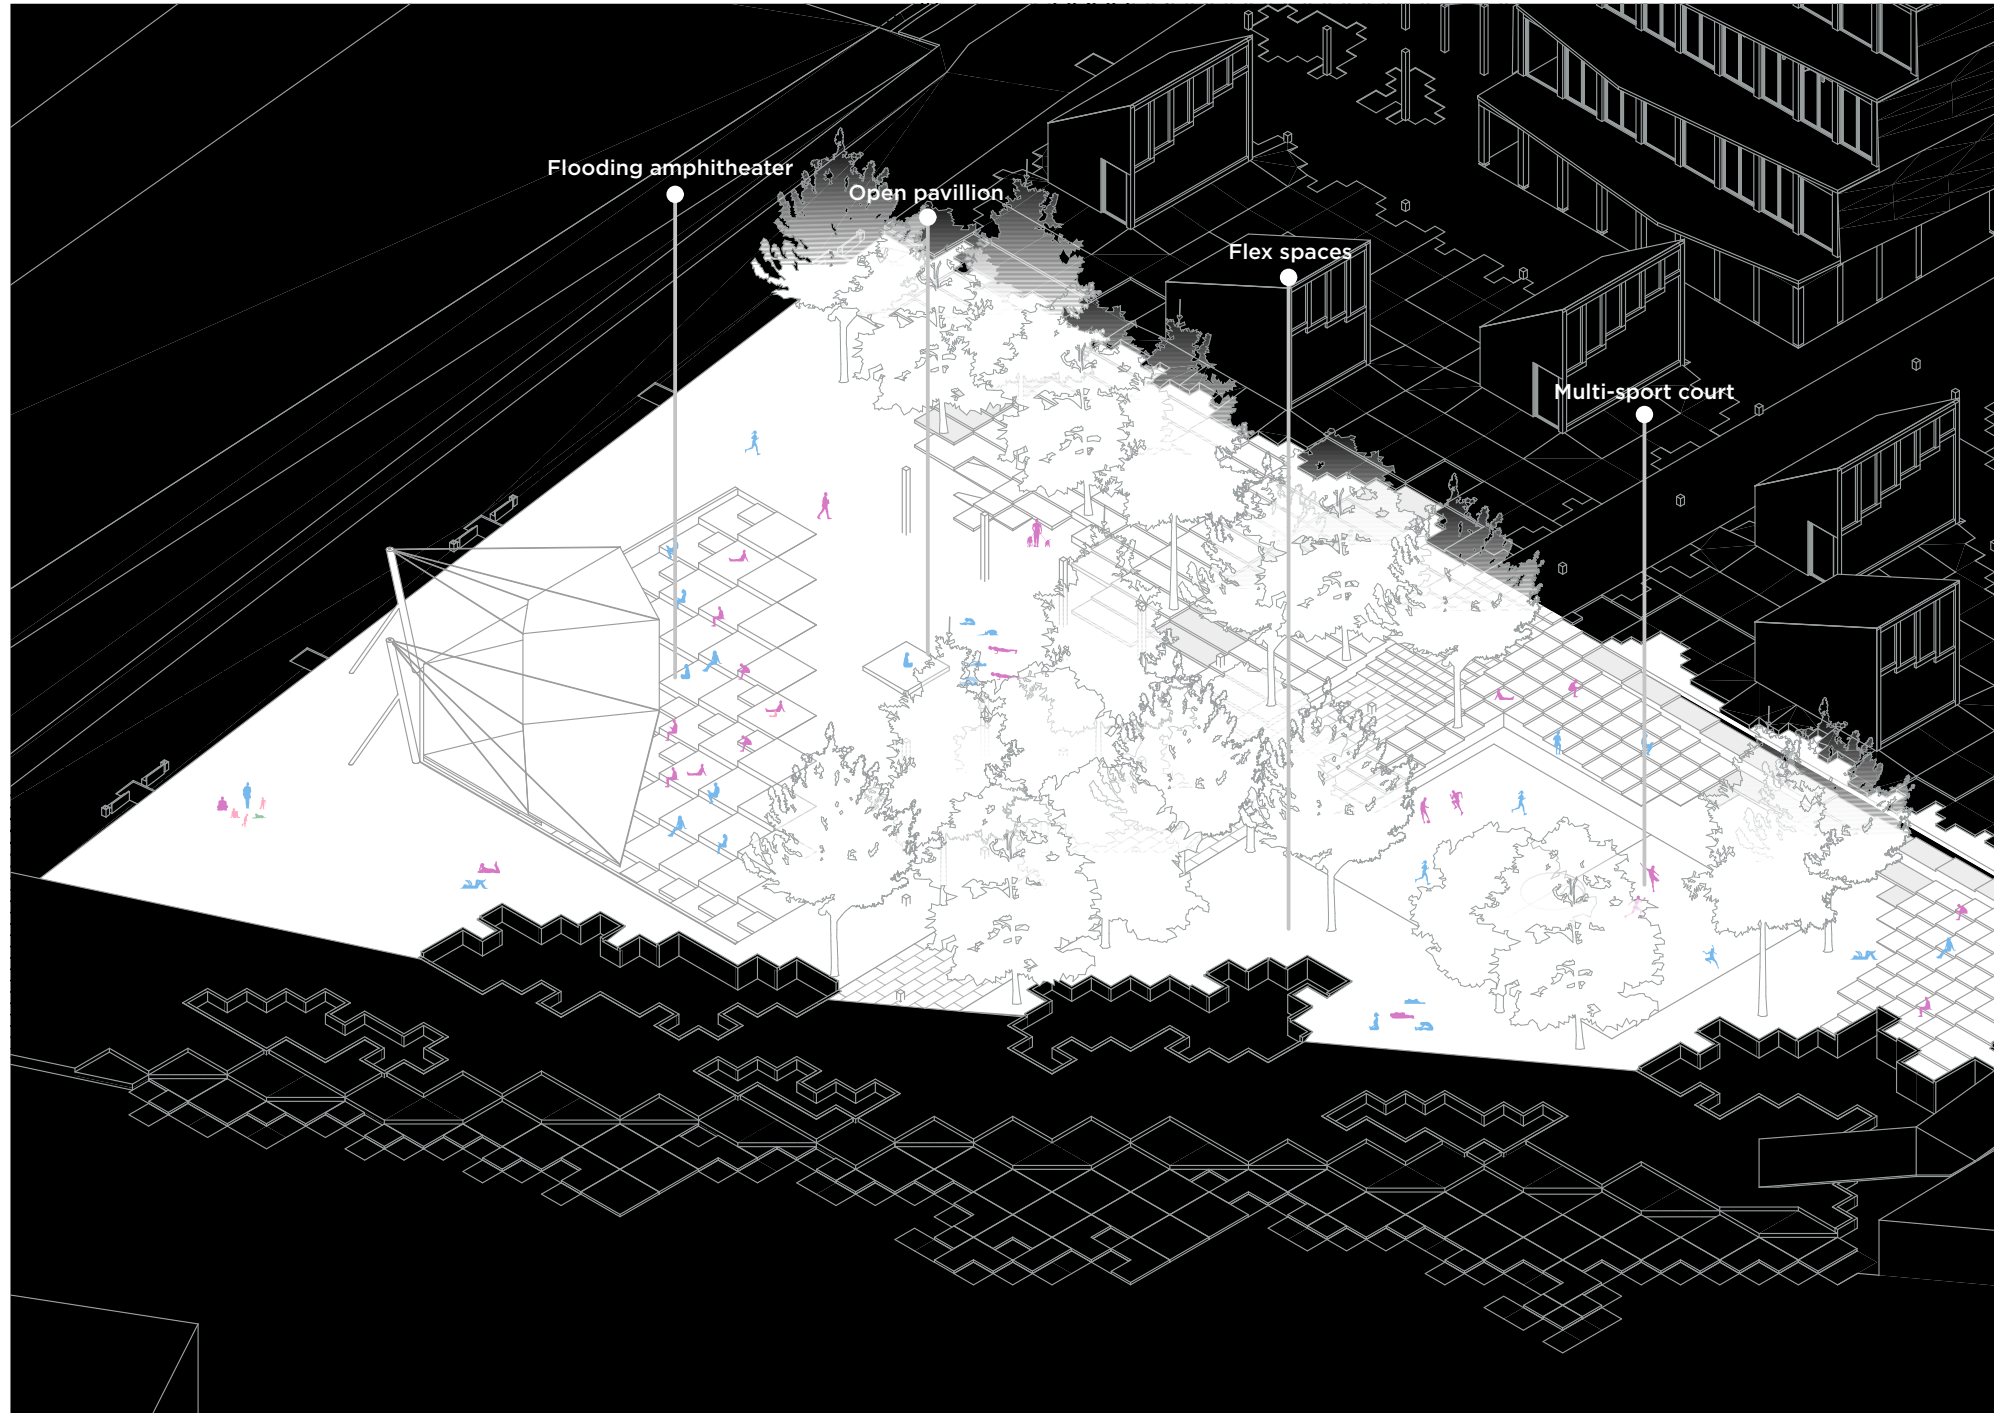 Flooding amphitheater
Open pavillion
Flex spaces
Multi-sport court